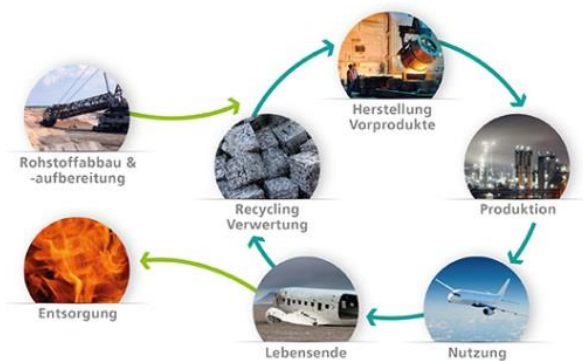 Herstellung
Vorprodukte
Rohstoffabbau &
-aufbereitung
Recycling
Verwertung
Produktion
Entsorgung
Lebensende
Nutzung